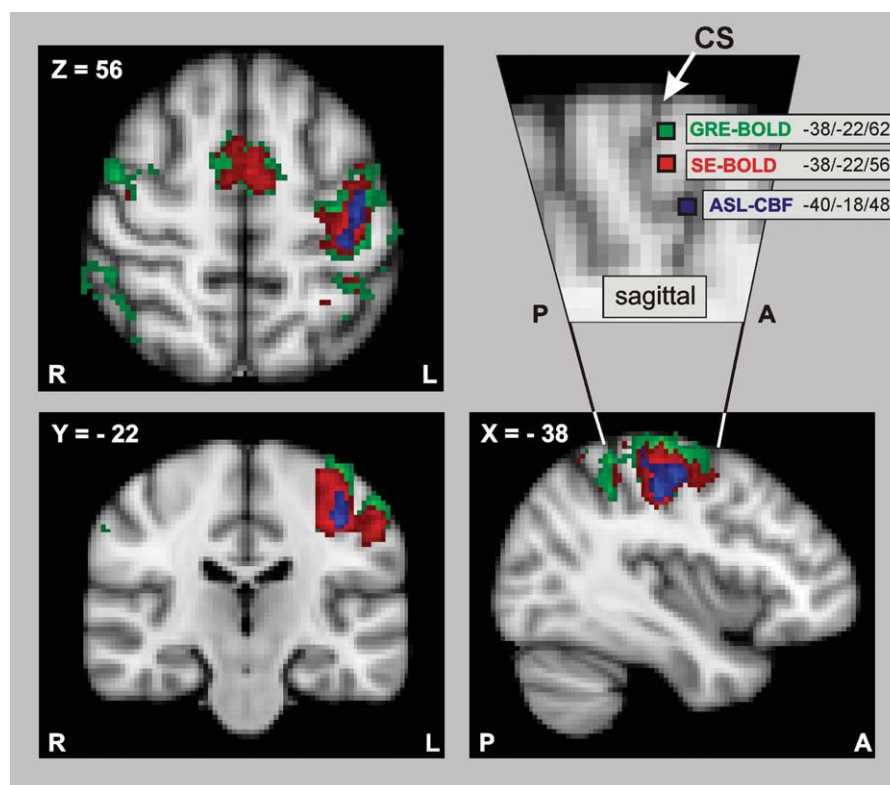 Z = 56
R
L
CS
GRE-BOLD -38/-22/62
SE-BOLD -38/-22/56
ASL-CBF -40/-18/48
sagittal
P
A
Y = - 22
R
L
X = - 38
P
A